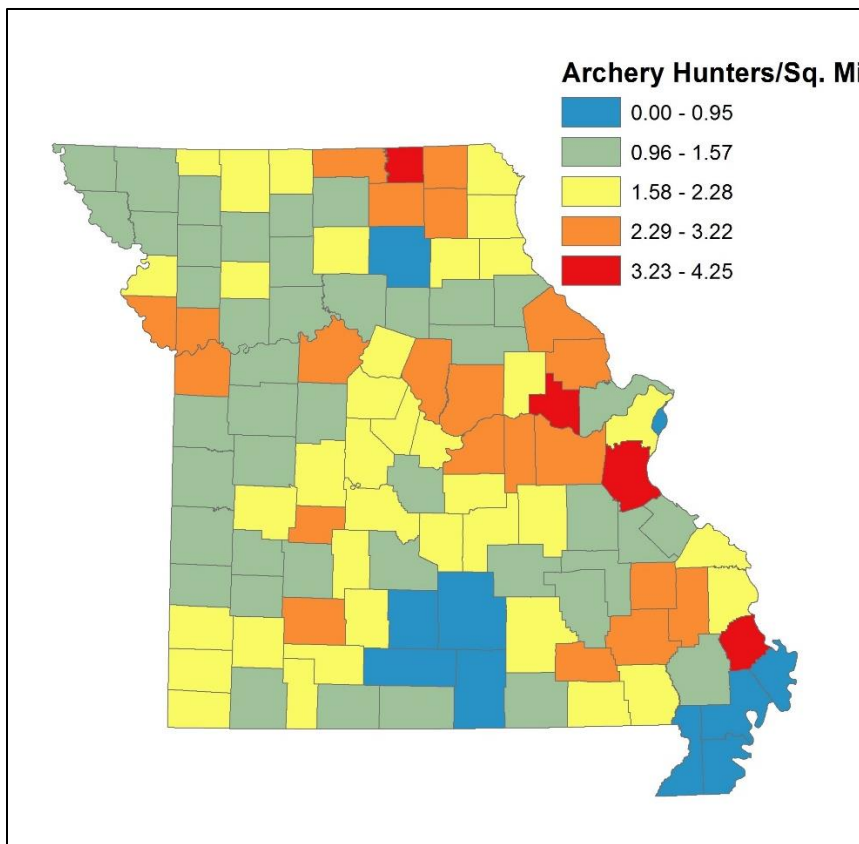 Archery Hunters/Sq. Mi
0.00 - 0.95
0.96 - 1.57
1.58 - 2.28
2.29 - 3.22
3.23 - 4.25